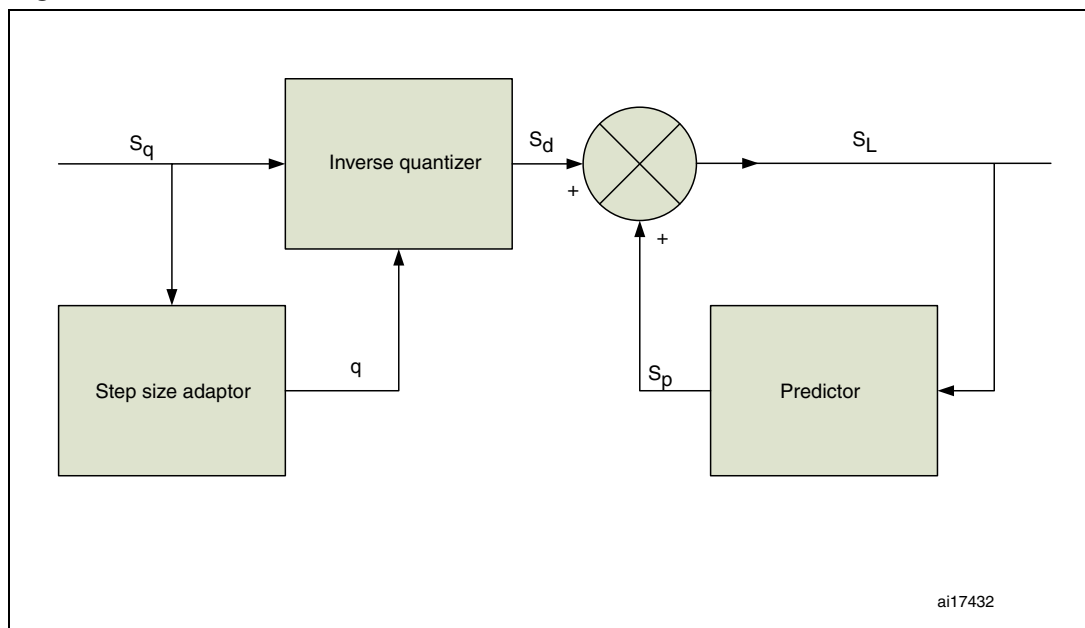 Sq
Inverse quantizer
Sd
+
SL
+
Step size adaptor
q
Sp
Predictor
ai17432